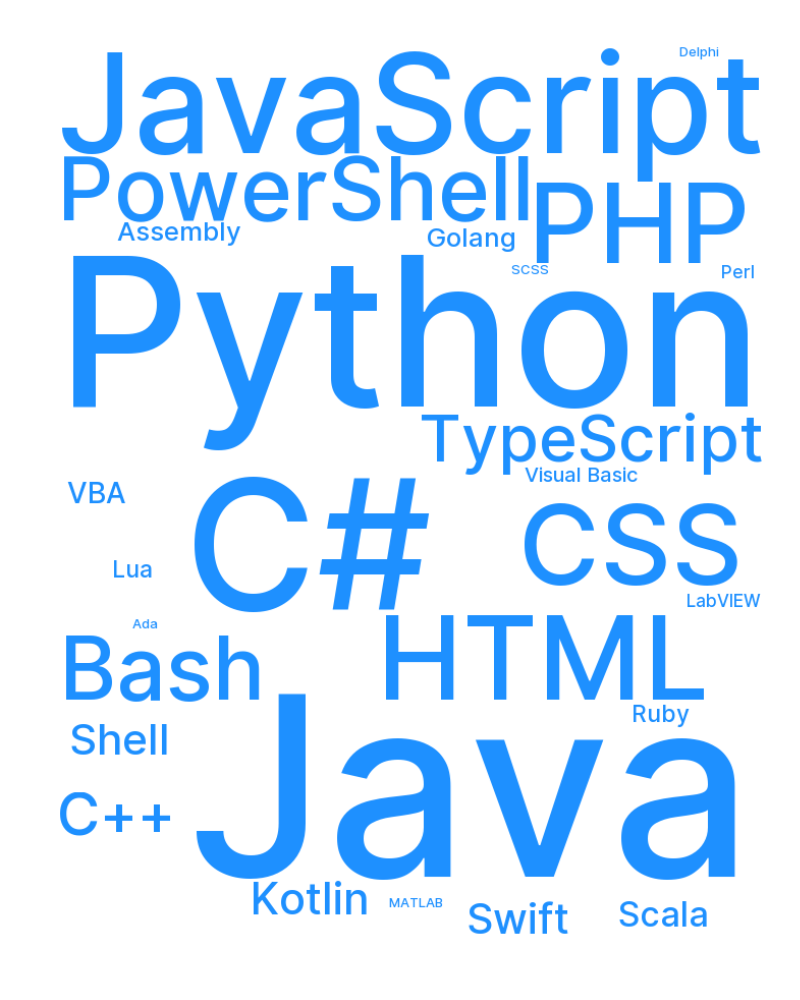 Delphi
JavaScript
PowerShell
PHP
Assembly
Golang
SCSS
Perl
Python
TypeScript
Visual Basic
VBA
C#
CSS
Lua
LabVIEW
Ada
Bash
HTML
Ruby
Shell
Java
C++
Kotlin
MATLAB
Swift
Scala